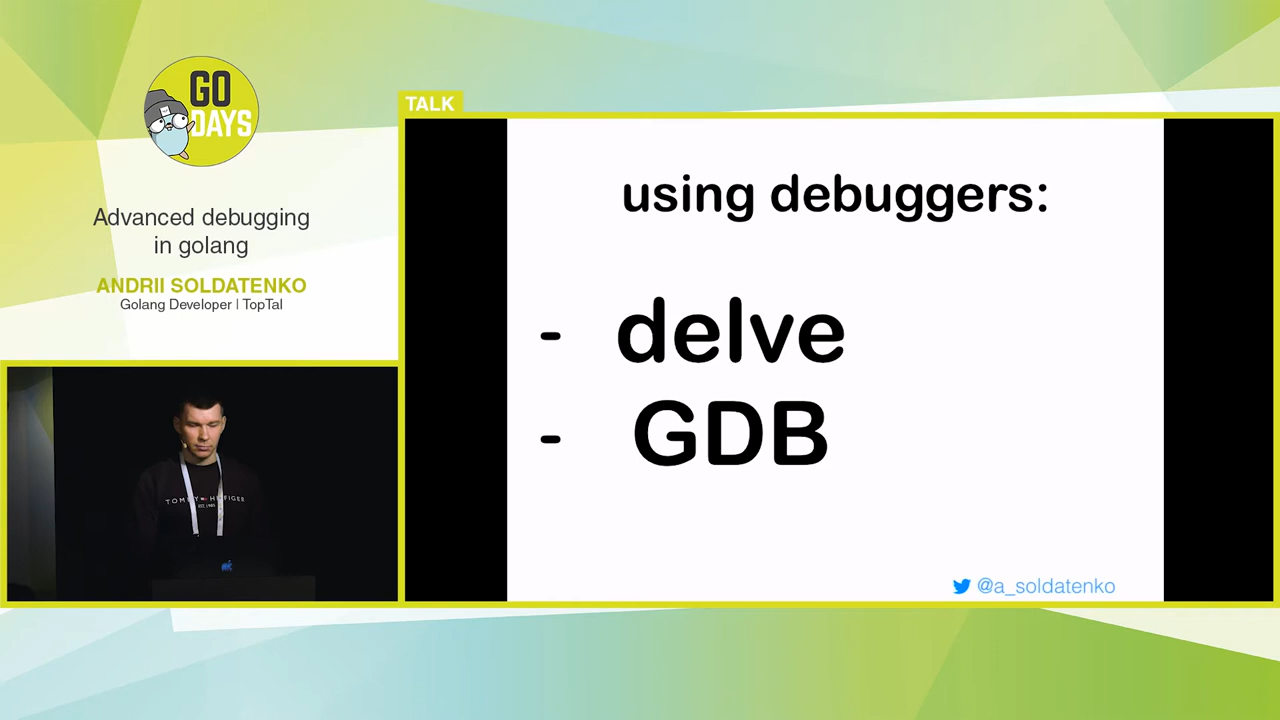 GO
DAYS
Advanced debugging
in golang
ANDRII SOLDATENKO
Golang Developer | TopTal
TALK
using debuggers:
- delve
- GDB
@a_soldatenko
TOMMY HILFIGER